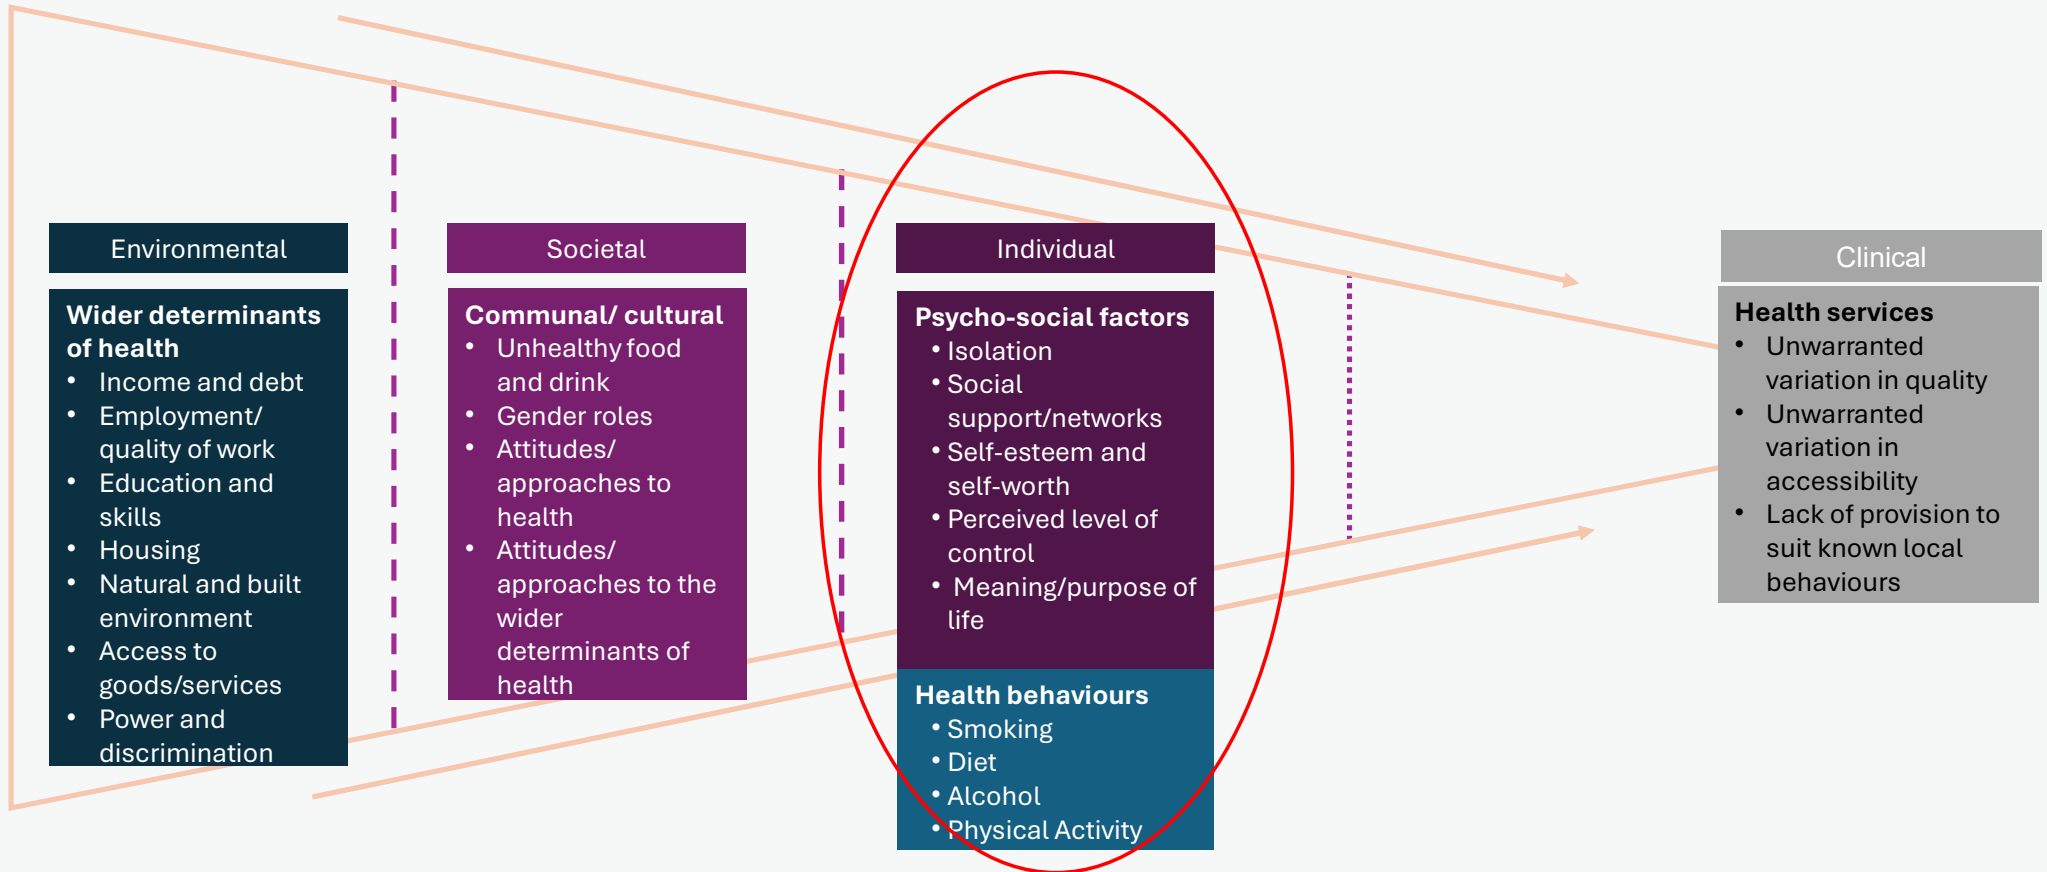 Environmental
Wider determinants
of health
• Income and debt
• Employment/
quality of work
• Education and
skills
• Housing
• Natural and built
environment
• Access to
goods/services
• Power and
discrimination
Societal
Communal/ cultural
• Unhealthy food
and drink
• Gender roles
• Attitudes/
approaches to
health
• Attitudes/
approaches to the
wider
determinants of
health
Individual
Psycho-social factors
• Isolation
• Social
support/networks
• Self-esteem and
self-worth
• Perceived level of
control
• Meaning/purpose of
life
Health behaviours
• Smoking
• Diet
• Alcohol
• Physical Activity
Clinical
Health services
• Unwarranted
variation in quality
• Unwarranted
variation in
accessibility
• Lack of provision to
suit known local
behaviours